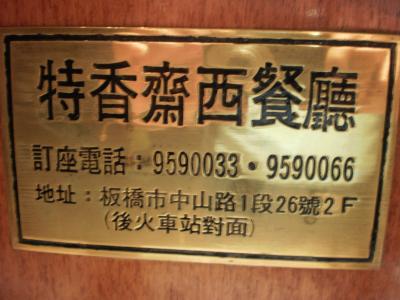 特香齋西餐廳
訂座電話：9590033・9590066
地址：板橋市中山路1段26號2F
(後火車站對面)